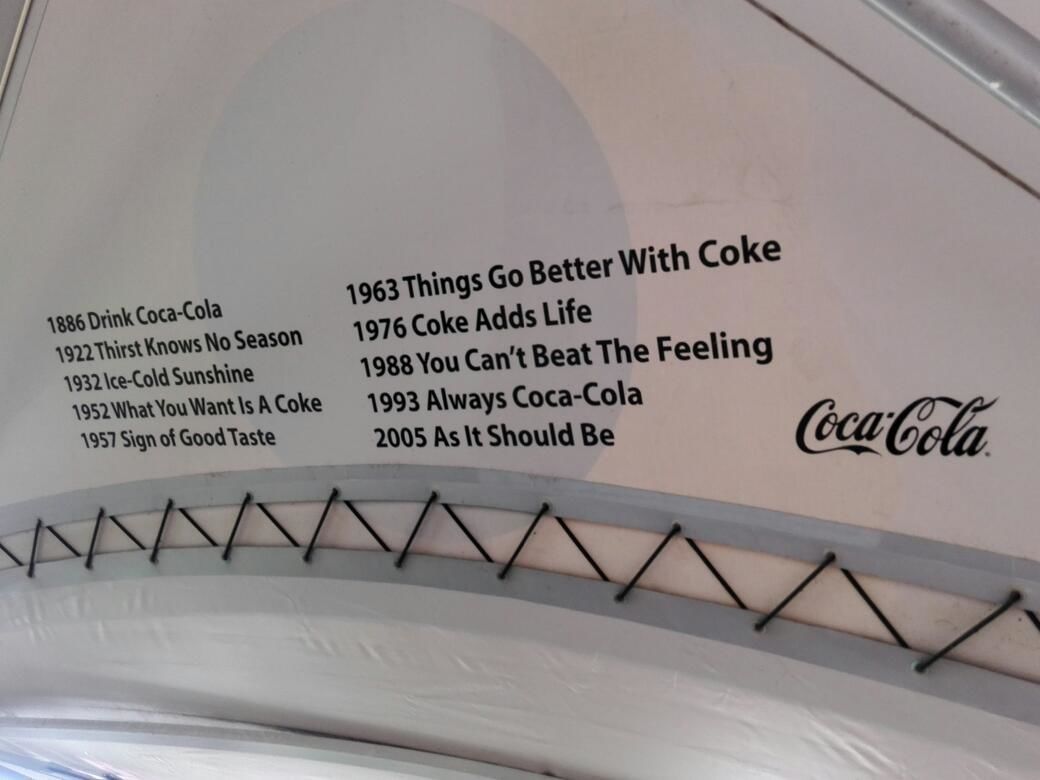 1886 Drink Coca-Cola
1922 Thirst Knows No Season
1932 Ice-Cold Sunshine
1952 What You Want Is A Coke
1957 Sign of Good Taste
1963 Things Go Better With Coke
1976 Coke Adds Life
1988 You Can't Beat The Feeling
1993 Always Coca-Cola
2005 As It Should Be
Coca-Cola